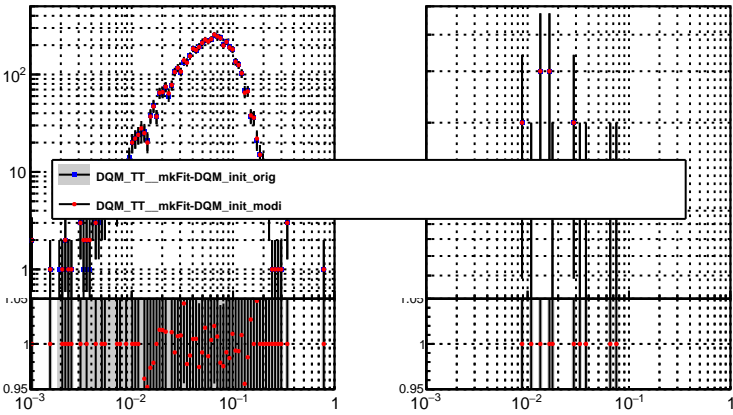 10²
10
DQM_TT__mkFit-DQM_init_orig
DQM_TT__mkFit-DQM_init_modi
1
1.05 1.05
1 1
0.95 0.95
10⁻³ 10⁻² 10⁻¹ 1 10⁻³ 10⁻² 10⁻¹ 1